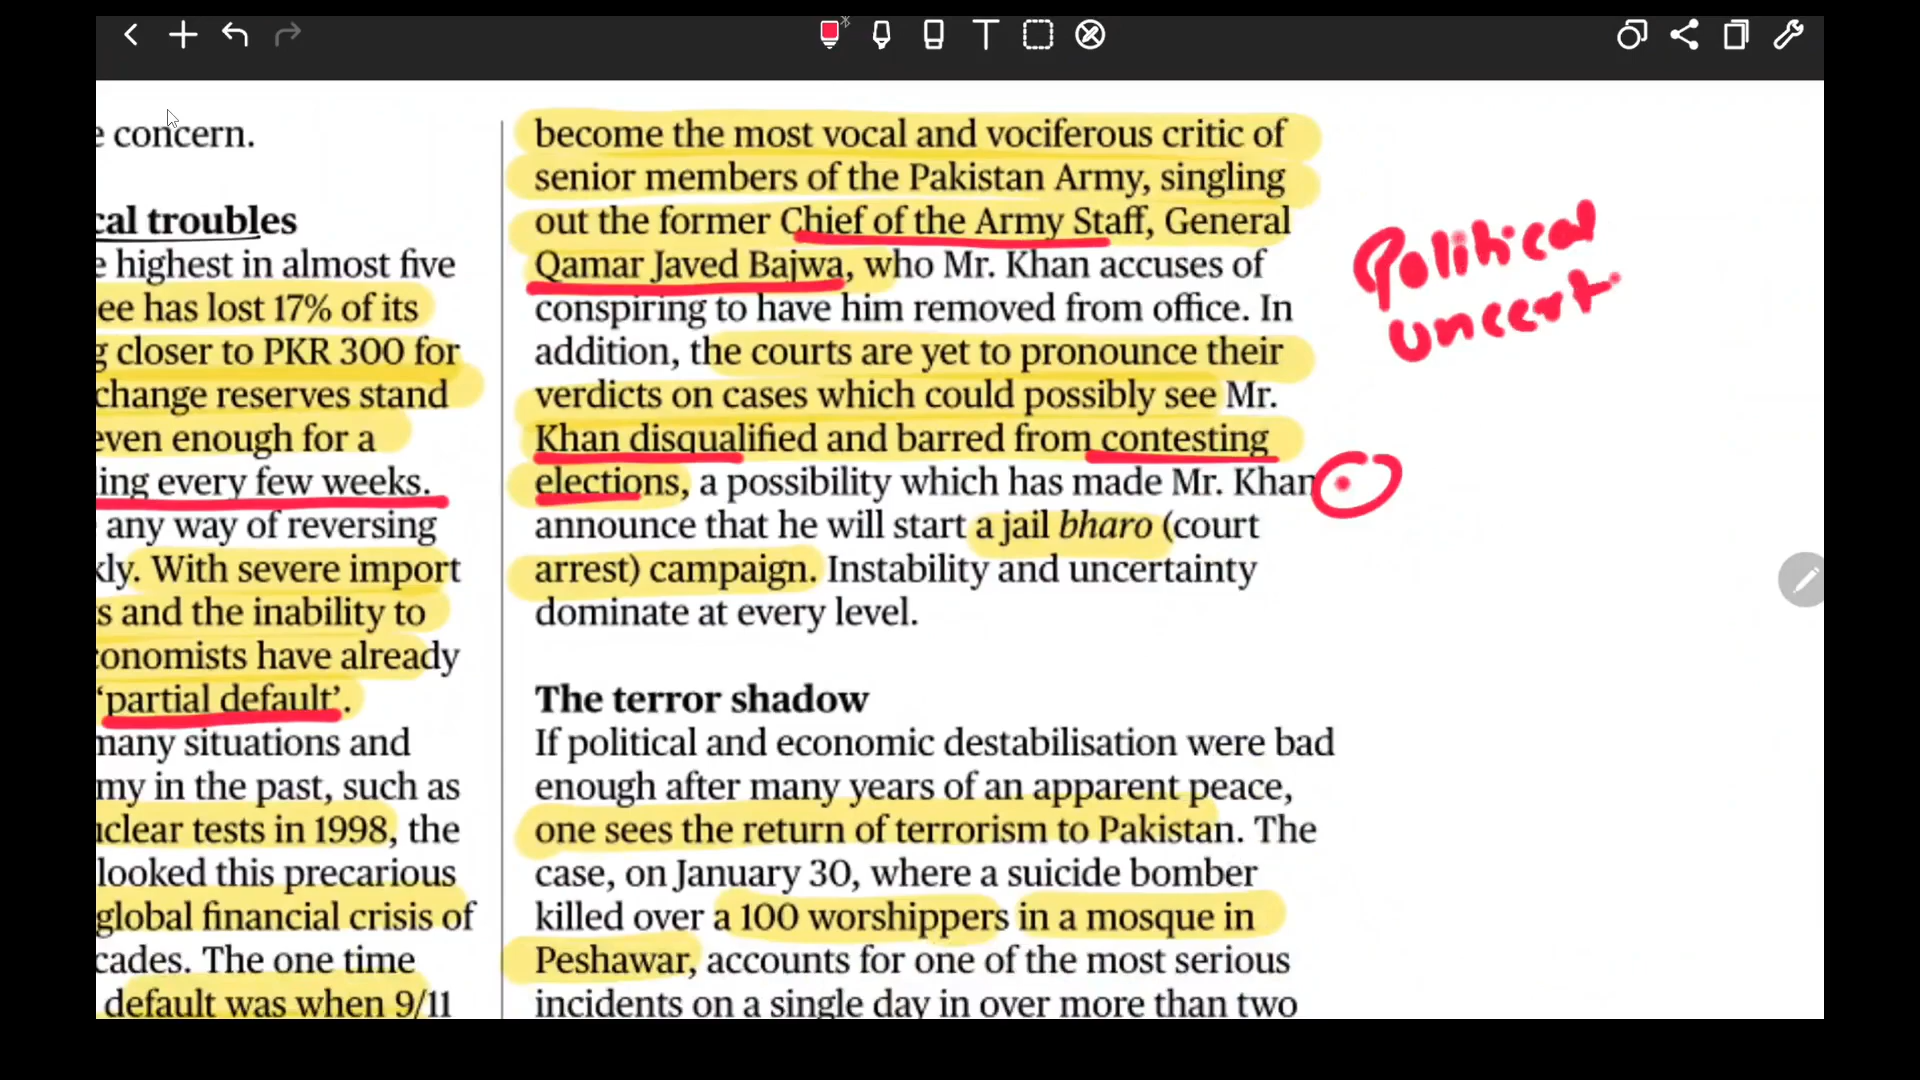 e concern.
cal troubles
e highest in almost five
ee has lost 17% of its
g closer to PKR 300 for
change reserves stand
even enough for a
ing every few weeks.
any way of reversing
kly. With severe import
s and the inability to
conomists have already
‘partial default’.
many situations and
my in the past, such as
uclear tests in 1998, the
looked this precarious
global financial crisis of
cades. The one time
default was when 9/11
become the most vocal and vociferous critic of
senior members of the Pakistan Army, singling
out the former Chief of the Army Staff, General
Qamar Javed Bajwa, who Mr. Khan accuses of
conspiring to have him removed from office. In
addition, the courts are yet to pronounce their
verdicts on cases which could possibly see Mr.
Khan disqualified and barred from contesting
elections, a possibility which has made Mr. Khan
announce that he will start a jail bharo (court
arrest) campaign. Instability and uncertainty
dominate at every level.
The terror shadow
If political and economic destabilisation were bad
enough after many years of an apparent peace,
one sees the return of terrorism to Pakistan. The
case, on January 30, where a suicide bomber
killed over a 100 worshippers in a mosque in
Peshawar, accounts for one of the most serious
incidents on a single day in over more than two
Political
uncert